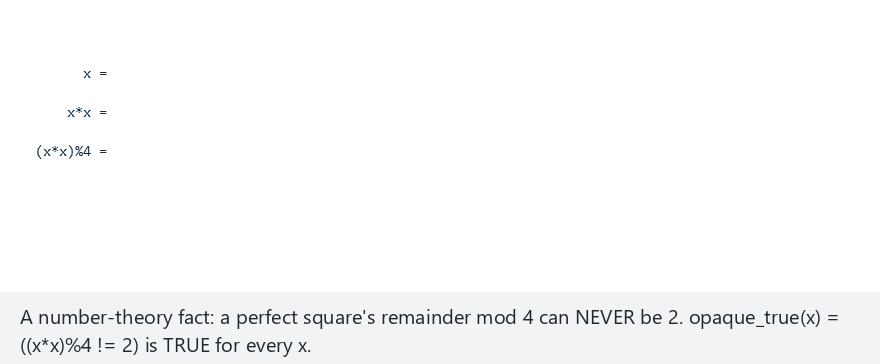 x =
x*x =
(x*x)%4 =
A number-theory fact: a perfect square's remainder mod 4 can NEVER be 2. opaque_true(x) =
((x*x)%4 != 2) is TRUE for every x.